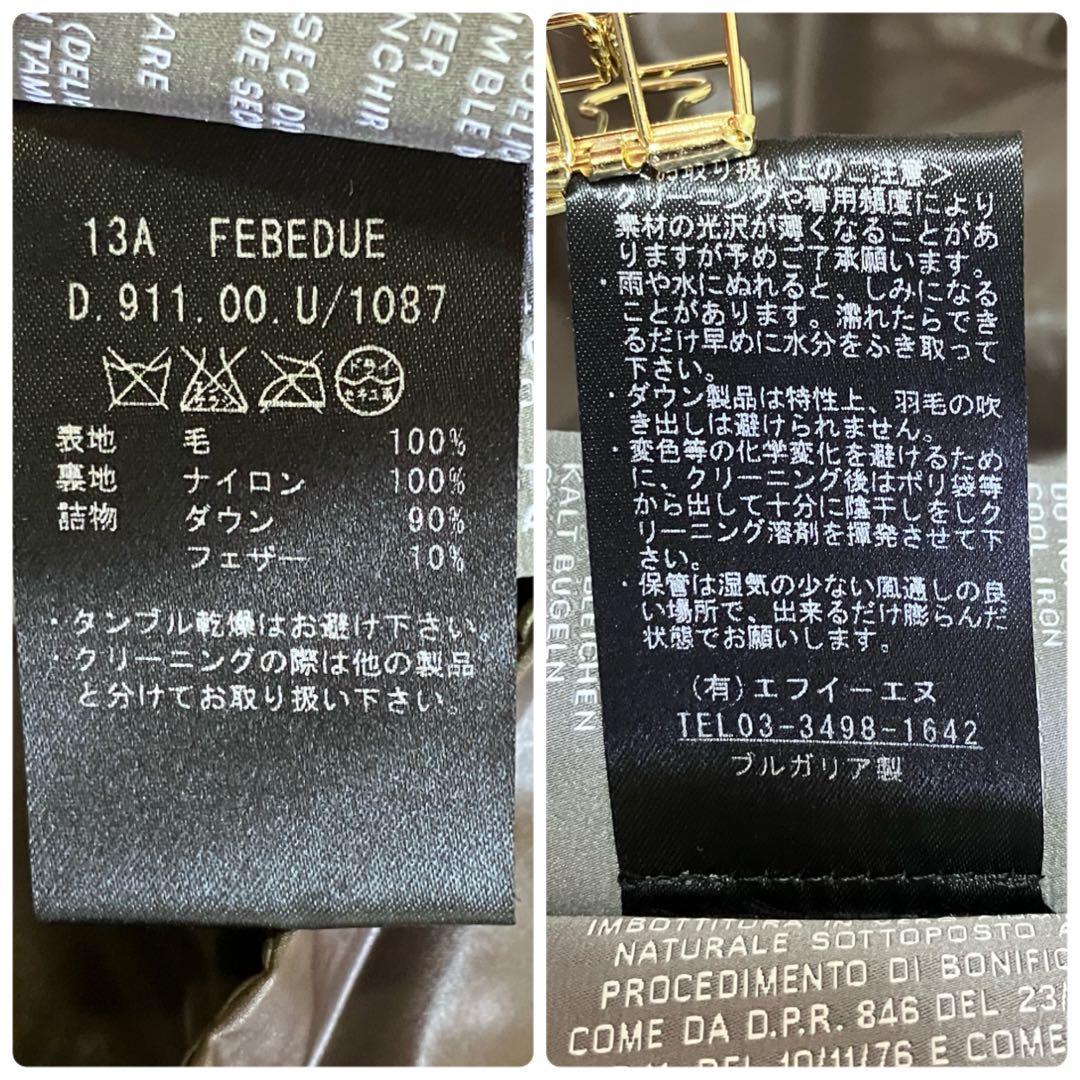 13A FEBEDUE
D.911.00.U/1087
ドライ
セキユ系
表地 毛 100%
裏地 ナイロン 100%
詰物 ダウン 90%
フェザー 10%
・タンブル乾燥はお避け下さい
・クリーニングの際は他の製品
と分けてお取り扱い下さい。
取り扱い上のご注意>
クリーニングや着用頻度により
素材の光沢が薄くなることがあ
りますが予めご了承願います。
・雨や水にぬれると、しみになる
ことがあります。濡れたらでき
るだけ早めに水分をふき取って
下さい。
・ダウン製品は特性上、羽毛の吹
き出しは避けられません。
・変色等の化学変化を避けるため
に、クリーニング後はポリ袋等
から出して十分に陰干しをしク
リーニング溶剤を揮発させて下
さい。
・保管は湿気の少ない風通しの良
い場所で、出来るだけ膨らんだ
状態でお願いします。
(有)エフイーエヌ
TEL03-3498-1642
ブルガリア製
COOL IRON
KALT BUGELN
BLEICHEN
IMBOTTITURA IN
NATURALE SOTTOPOSTO A
PROCEDIMENTO DI BONIFIC
COME DA D.P.R. 846 DEL 23/
DEL 10/11/76 E COME